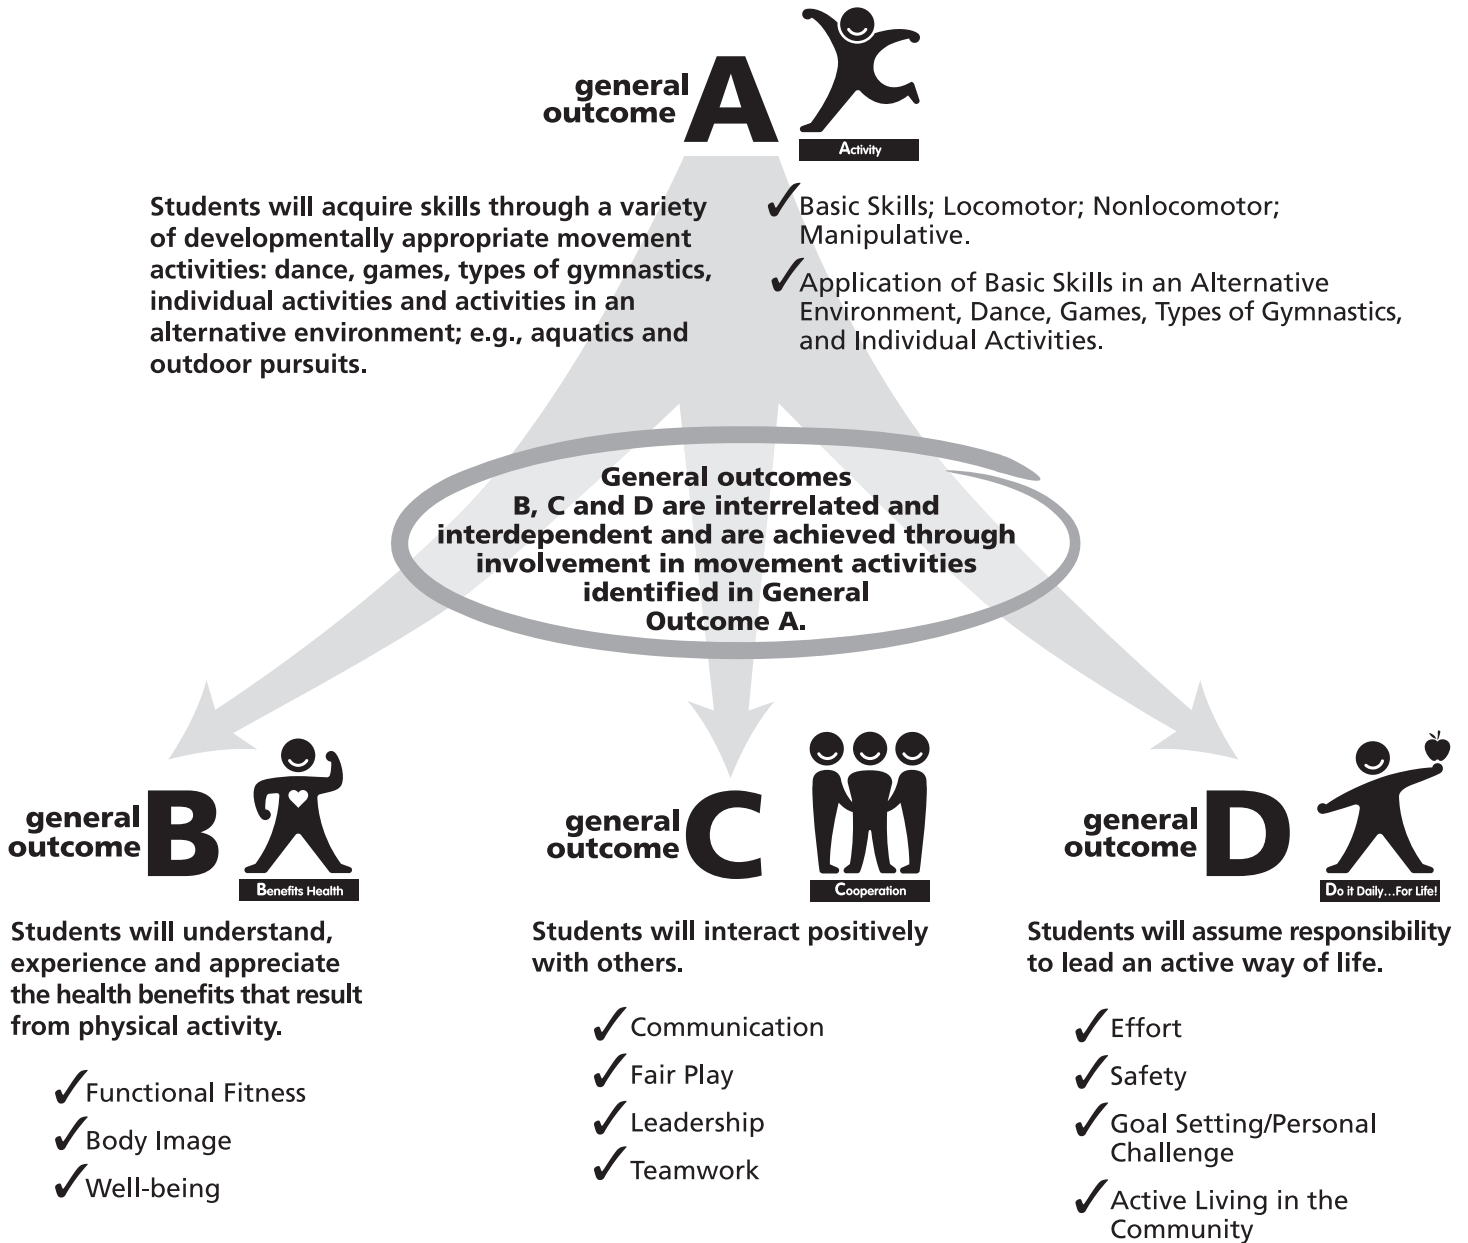 general
outcome A
Activity
Students will acquire skills through a variety
of developmentally appropriate movement
activities: dance, games, types of gymnastics,
individual activities and activities in an
alternative environment; e.g., aquatics and
outdoor pursuits.
✓Basic Skills; Locomotor; Nonlocomotor;
Manipulative.
✓Application of Basic Skills in an Alternative
Environment, Dance, Games, Types of Gymnastics,
and Individual Activities.
General outcomes
B, C and D are interrelated and
interdependent and are achieved through
involvement in movement activities
identified in General
Outcome A.
general
outcome B
Benefits Health
Students will understand,
experience and appreciate
the health benefits that result
from physical activity.
✓Functional Fitness
✓Body Image
✓Well-being
general
outcome C
Cooperation
Students will interact positively
with others.
✓Communication
✓Fair Play
✓Leadership
✓Teamwork
general
outcome D
Do it Daily...For Life!
Students will assume responsibility
to lead an active way of life.
✓Effort
✓Safety
✓Goal Setting/Personal
Challenge
✓Active Living in the
Community